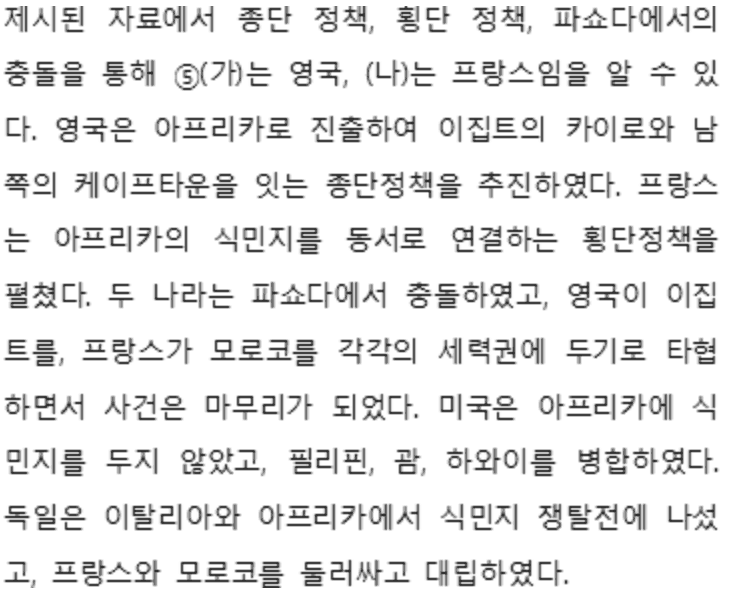 제시된 자료에서 종단 정책, 횡단 정책, 파쇼다에서의
충돌을 통해 ⑤(가)는 영국, (나)는 프랑스임을 알 수 있
다. 영국은 아프리카로 진출하여 이집트의 카이로와 남
쪽의 케이프타운을 잇는 종단정책을 추진하였다. 프랑스
는 아프리카의 식민지를 동서로 연결하는 횡단정책을
펼쳤다. 두 나라는 파쇼다에서 충돌하였고, 영국이 이집
트를, 프랑스가 모로코를 각각의 세력권에 두기로 타협
하면서 사건은 마무리가 되었다. 미국은 아프리카에 식
민지를 두지 않았고, 필리핀, 괌, 하와이를 병합하였다.
독일은 이탈리아와 아프리카에서 식민지 쟁탈전에 나섰
고, 프랑스와 모로코를 둘러싸고 대립하였다.